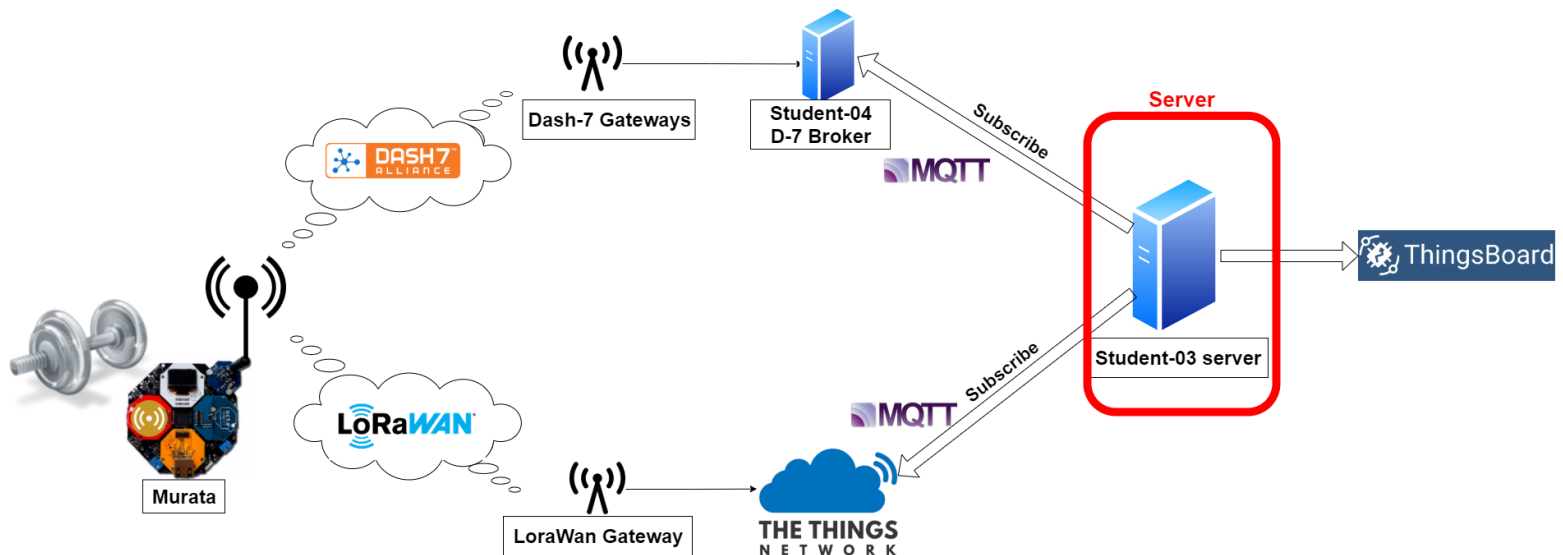 DASH7™
ALLIANCE
Dash-7 Gateways
Student-04
D-7 Broker
Subscribe
MQTT
Server
Student-03 server
ThingsBoard
Murata
LoRaWAN
LoraWan Gateway
Subscribe
MQTT
THE THINGS
NETWORK